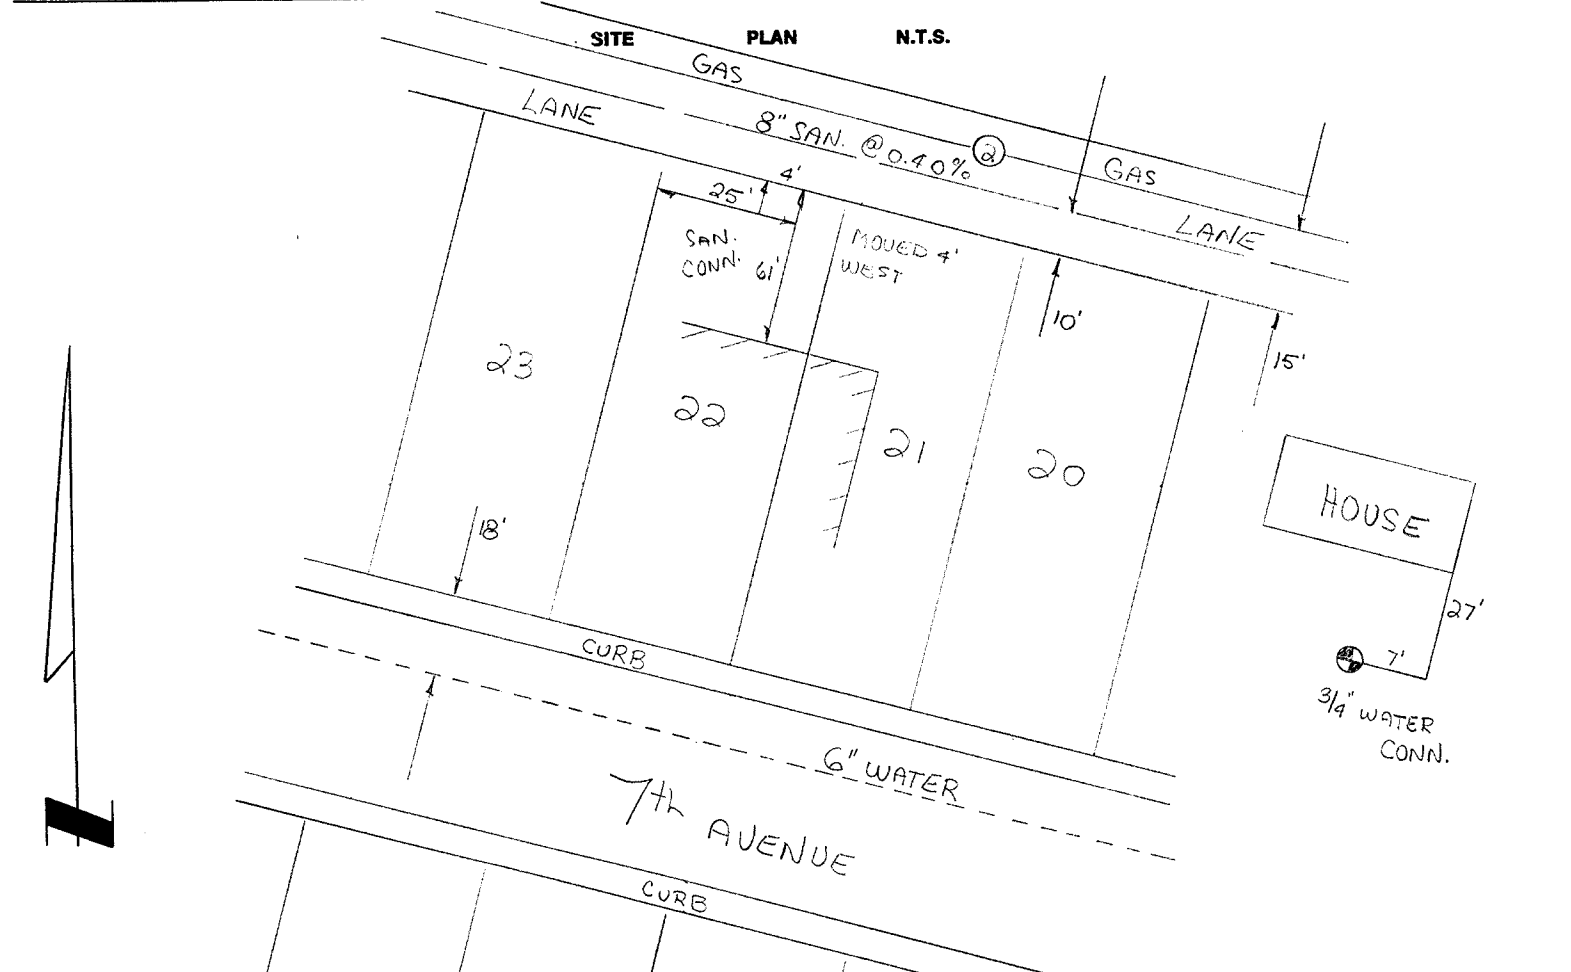 SITE PLAN N.T.S.
GAS
LANE
8" SAN. @ 0.40%
2
GAS
LANE
4'
25'
SAN.
CONN.
61'
MOVED 4'
WEST
10'
15'
23
22
21
20
HOUSE
18'
27'
7'
3/4" WATER
CONN.
CURB
6" WATER
7th AVENUE
CURB
N